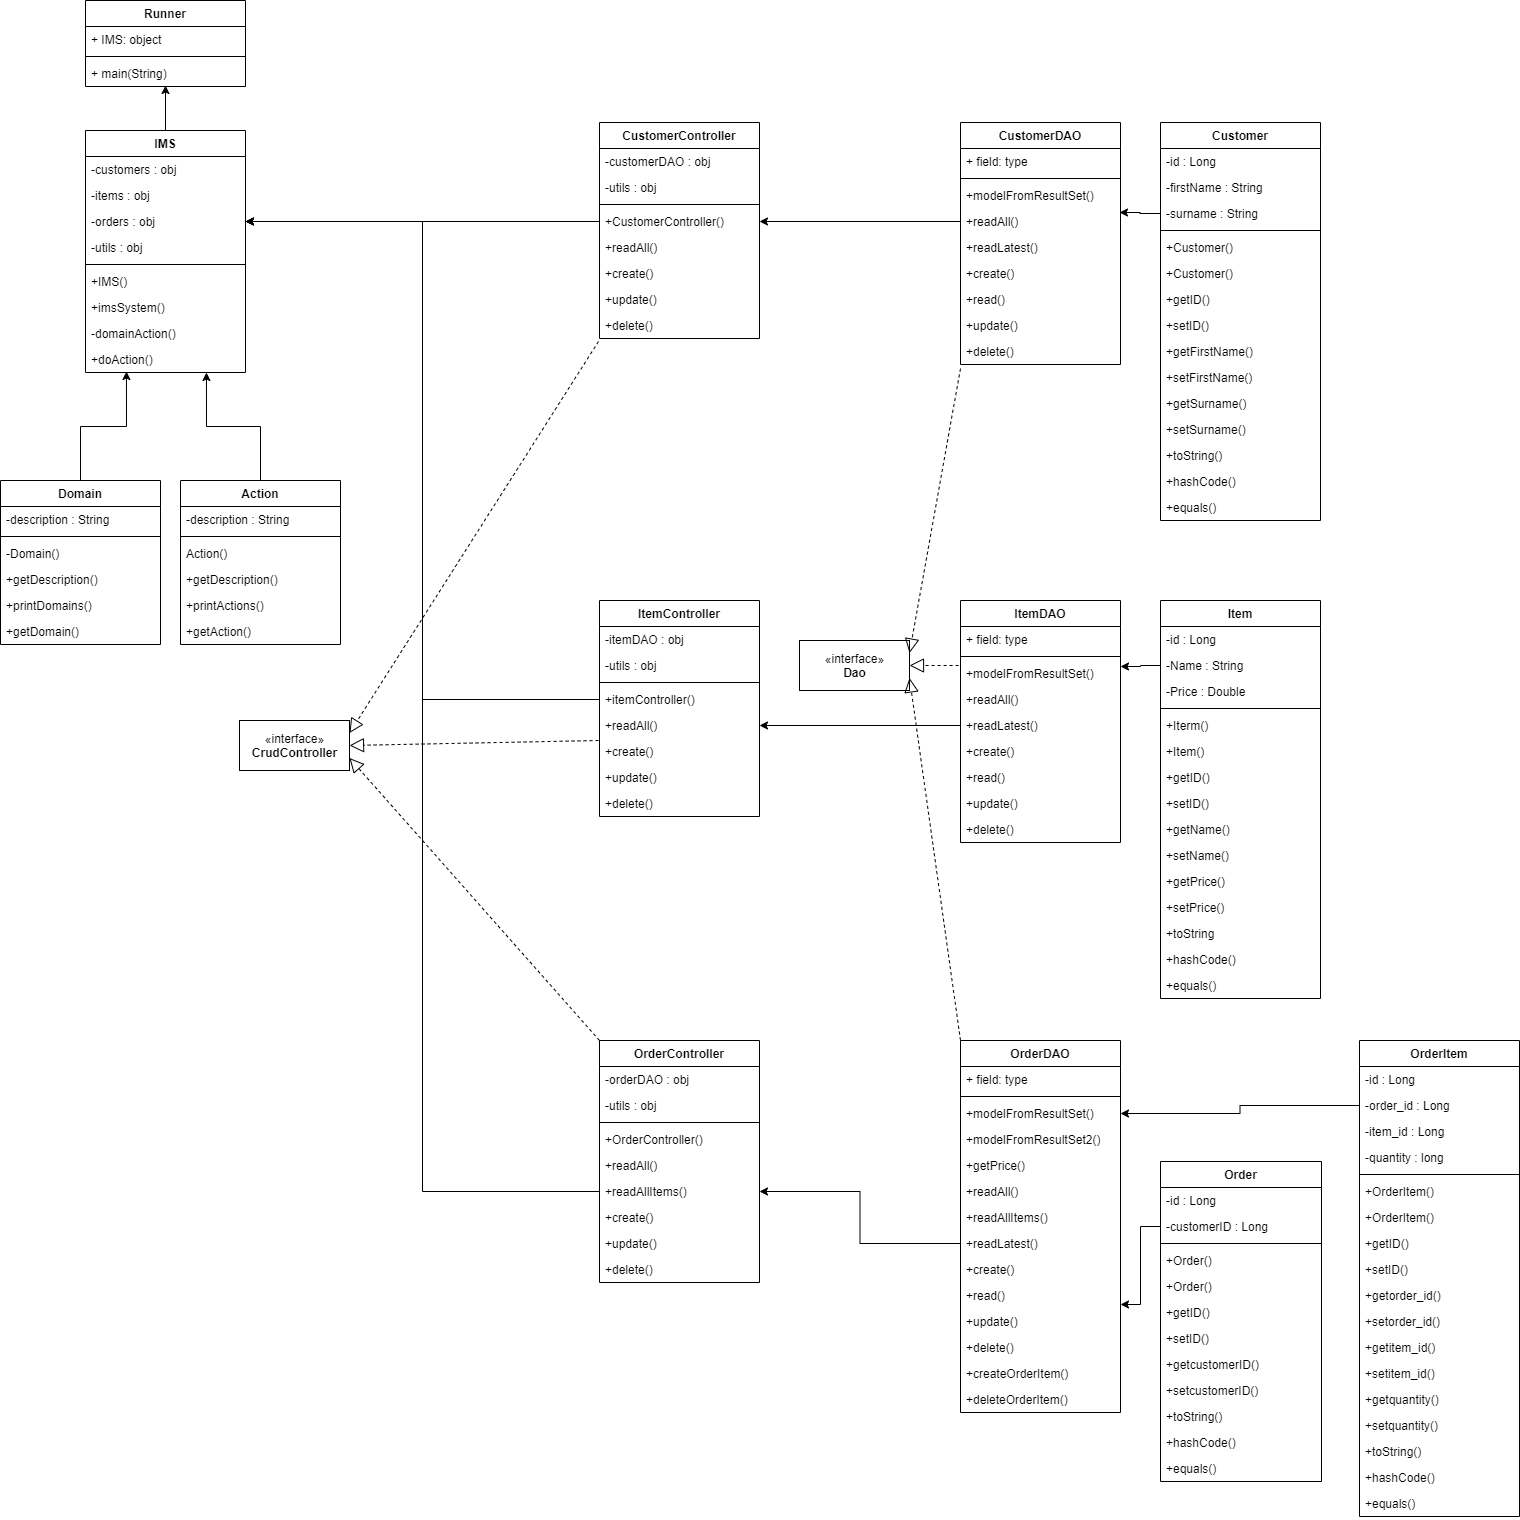 Runner
+ IMS: object
+ main(String)
IMS
-customers : obj
-items : obj
-orders : obj
-utils : obj
+IMS()
+imsSystem()
-domainAction()
+doAction()
Domain
-description : String
-Domain()
+getDescription()
+printDomains()
+getDomain()
Action
-description : String
Action()
+getDescription()
+printActions()
+getAction()
CustomerController
-customerDAO : obj
-utils : obj
+CustomerController()
+readAll()
+create()
+update()
+delete()
CustomerDAO
+ field: type
+modelFromResultSet()
+readAll()
+readLatest()
+create()
+read()
+update()
+delete()
Customer
-id : Long
-firstName : String
-surname : String
+Customer()
+Customer()
+getID()
+setID()
+getFirstName()
+setFirstName()
+getSurname()
+setSurname()
+toString()
+hashCode()
+equals()
«interface»
CrudController
ItemController
-itemDAO : obj
-utils : obj
+itemController()
+readAll()
+create()
+update()
+delete()
«interface»
Dao
ItemDAO
+ field: type
+modelFromResultSet()
+readAll()
+readLatest()
+create()
+read()
+update()
+delete()
Item
-id : Long
-Name : String
-Price : Double
+Iterm()
+Item()
+getID()
+setID()
+getName()
+setName()
+getPrice()
+setPrice()
+toString
+hashCode()
+equals()
OrderController
-orderDAO : obj
-utils : obj
+OrderController()
+readAll()
+readAllItems()
+create()
+update()
+delete()
OrderDAO
+ field: type
+modelFromResultSet()
+modelFromResultSet2()
+getPrice()
+readAll()
+readAllItems()
+readLatest()
+create()
+read()
+update()
+delete()
+createOrderItem()
+deleteOrderItem()
Order
-id : Long
-customerID : Long
+Order()
+Order()
+getID()
+setID()
+getcustomerID()
+setcustomerID()
+toString()
+hashCode()
+equals()
OrderItem
-id : Long
-order_id : Long
-item_id : Long
-quantity : long
+OrderItem()
+OrderItem()
+getID()
+setID()
+getorder_id()
+setorder_id()
+getitem_id()
+setitem_id()
+getquantity()
+setquantity()
+toString()
+hashCode()
+equals()